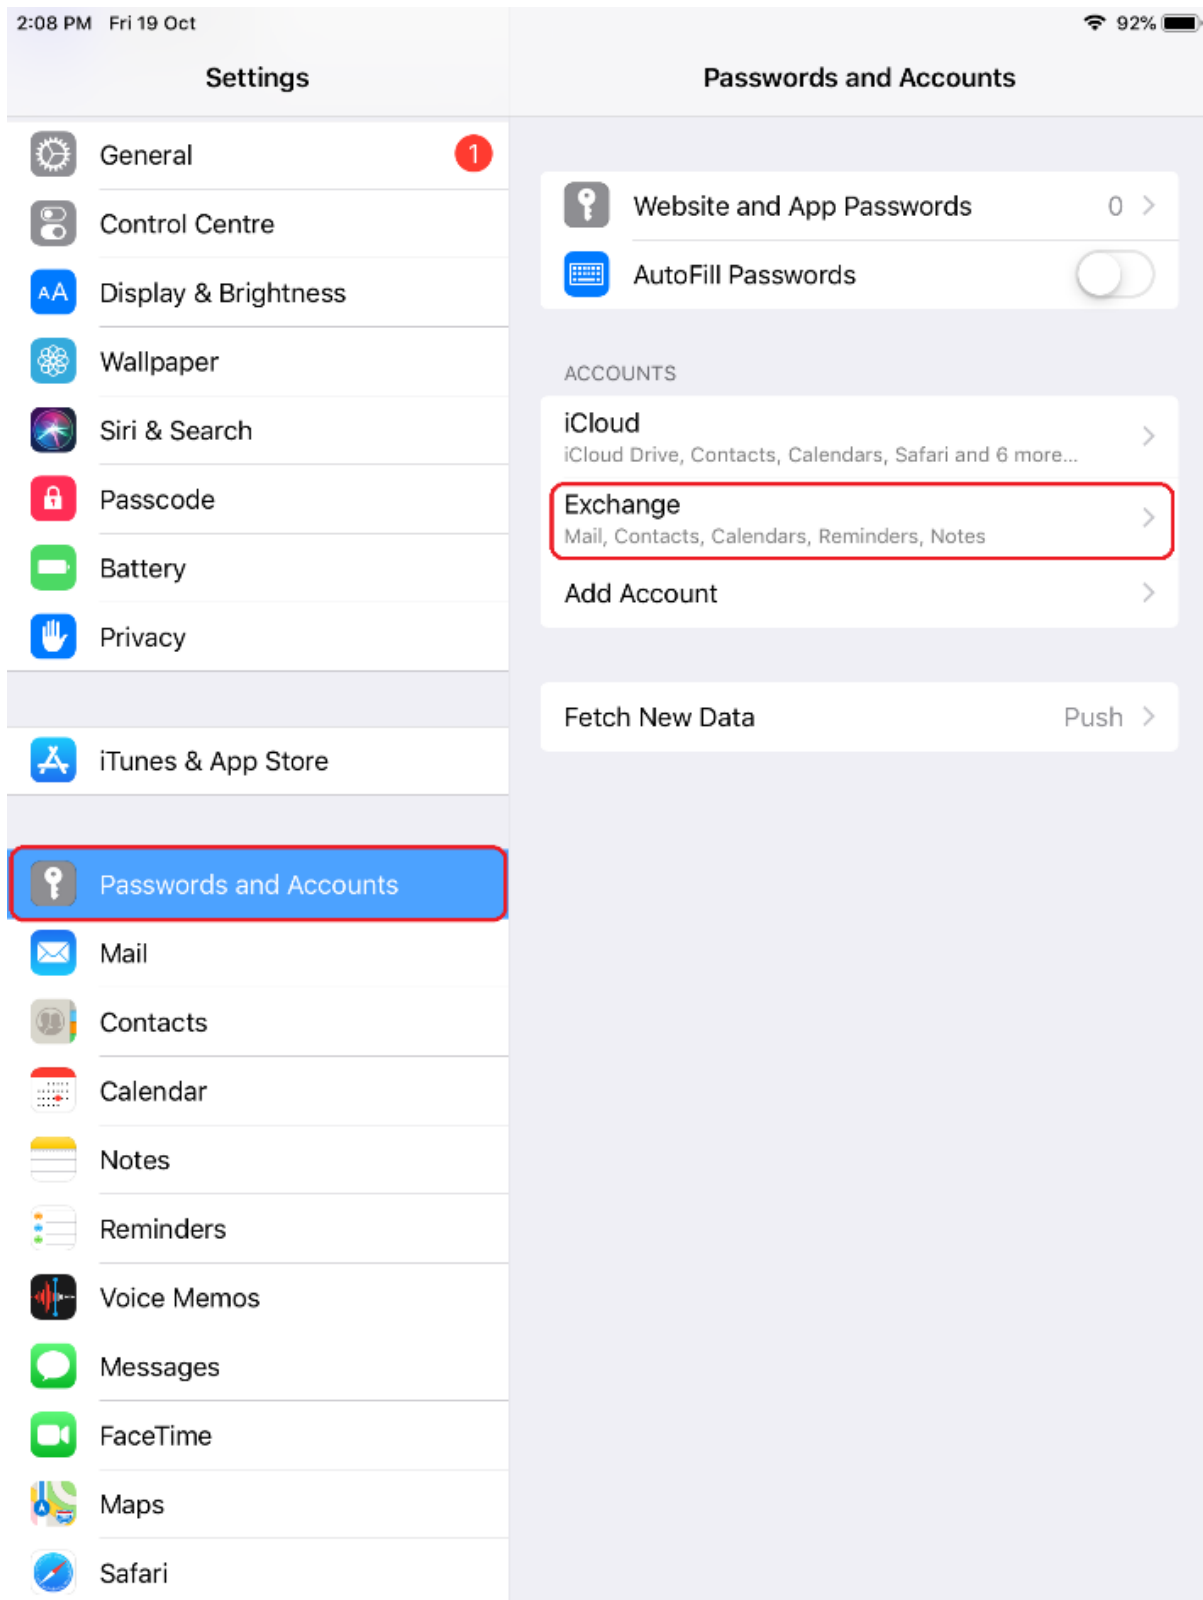 2:08 PM Fri 19 Oct
92%
Settings
General
1
Control Centre
AA
Display & Brightness
Wallpaper
Siri & Search
Passcode
Battery
Privacy
iTunes & App Store
Passwords and Accounts
Mail
Contacts
Calendar
Notes
Reminders
Voice Memos
Messages
FaceTime
Maps
Safari
Passwords and Accounts
Website and App Passwords 0
AutoFill Passwords
ACCOUNTS
iCloud
iCloud Drive, Contacts, Calendars, Safari and 6 more...
Exchange
Mail, Contacts, Calendars, Reminders, Notes
Add Account
Fetch New Data Push